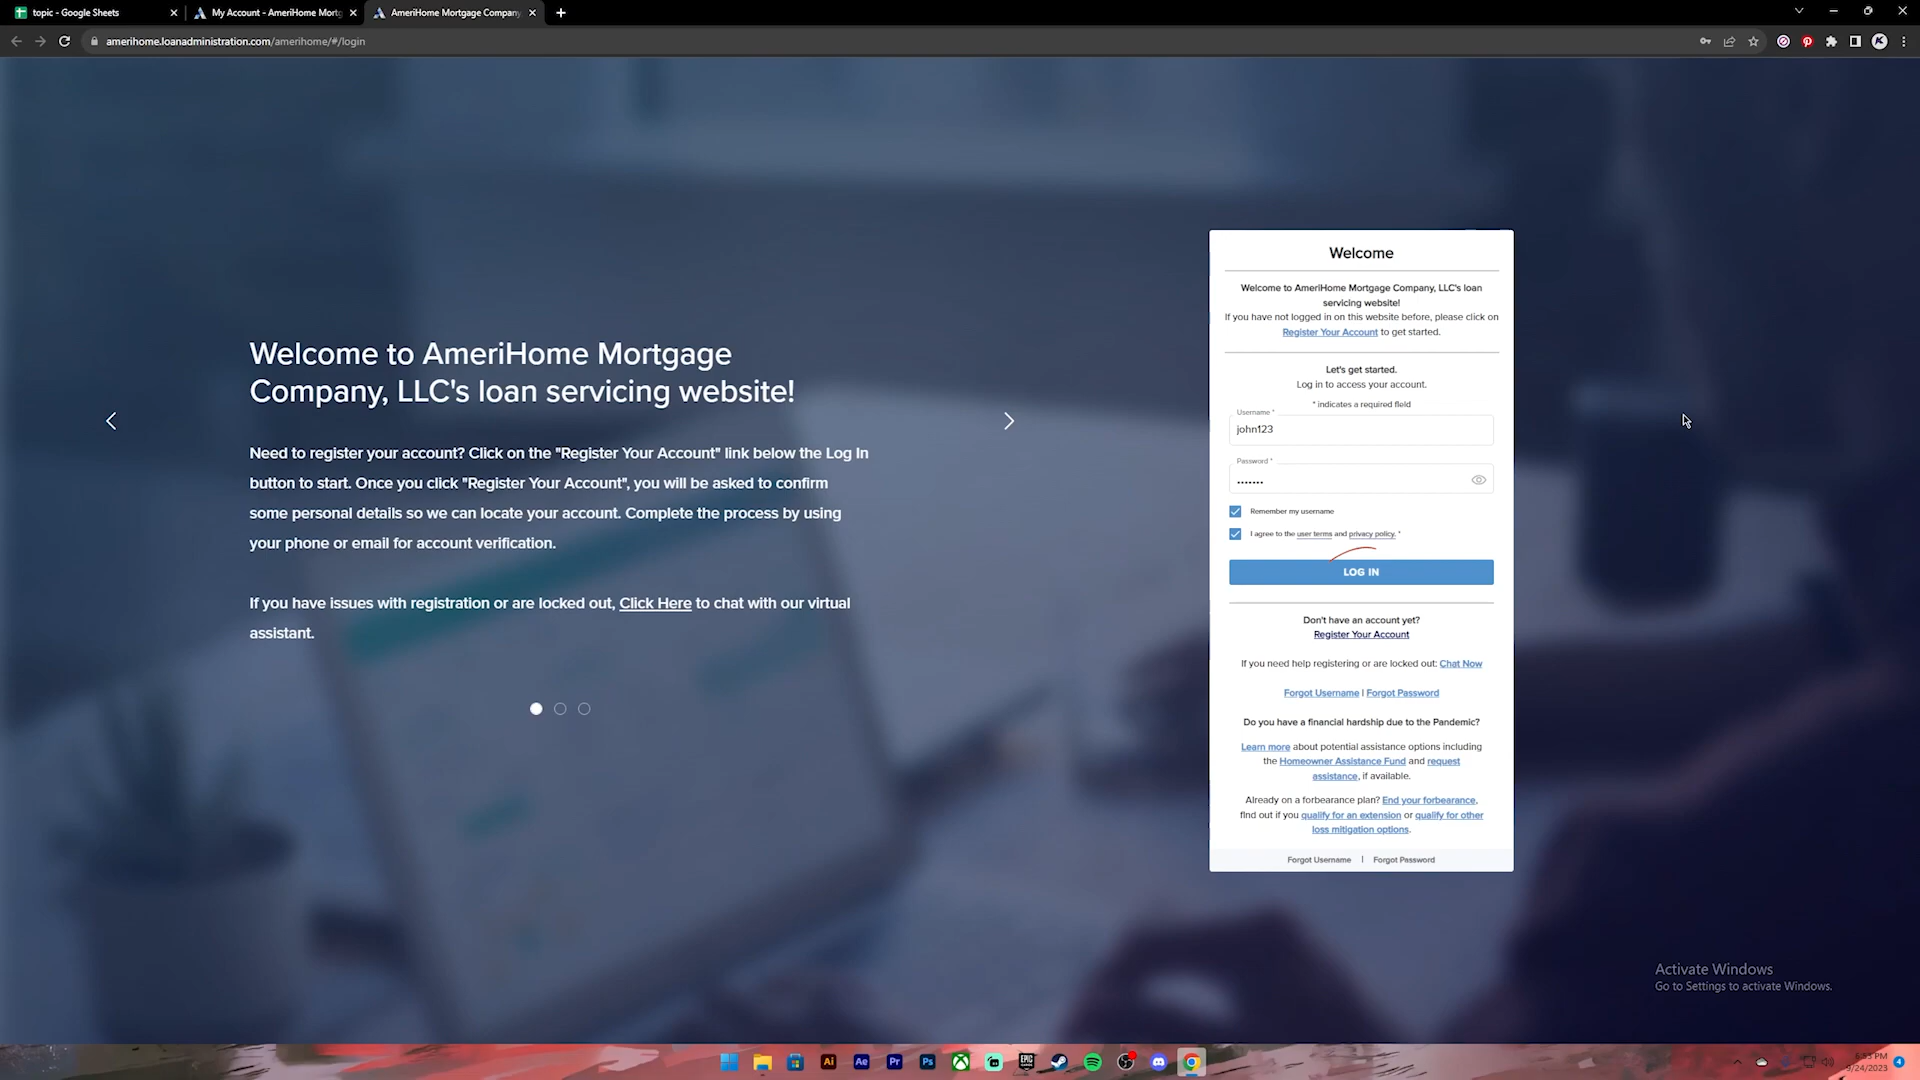 topic - Google Sheets
My Account - AmeriHome Mortg
AmeriHome Mortgage Company,
amerihome.loanadministration.com/amerihome/#/login
Welcome to AmeriHome Mortgage
Company, LLC's loan servicing website!
Need to register your account? Click on the "Register Your Account" link below the Log In
button to start. Once you click "Register Your Account", you will be asked to confirm
some personal details so we can locate your account. Complete the process by using
your phone or email for account verification.
If you have issues with registration or are locked out, Click Here to chat with our virtual
assistant.
Welcome
Welcome to AmeriHome Mortgage Company, LLC's loan
servicing website!
If you have not logged in on this website before, please click on
Register Your Account to get started.
Let's get started.
Log in to access your account.
* indicates a required field
Username *
john123
Password *
•••••••
Remember my username
I agree to the user terms and privacy policy. *
LOG IN
Don't have an account yet?
Register Your Account
If you need help registering or are locked out: Chat Now
Forgot Username | Forgot Password
Do you have a financial hardship due to the Pandemic?
Learn more about potential assistance options including
the Homeowner Assistance Fund and request
assistance, if available.
Already on a forbearance plan? End your forbearance,
find out if you qualify for an extension or qualify for other
loss mitigation options.
Forgot Username | Forgot Password
Activate Windows
Go to Settings to activate Windows.
Ai
Ae
Pr
Ps
EPIC
6:53 PM
9/24/2023
4